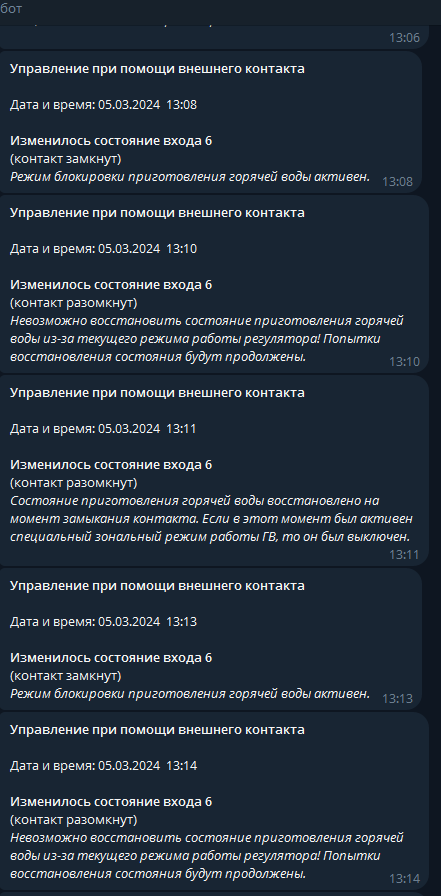 бот
13:06
Управление при помощи внешнего контакта
Дата и время: 05.03.2024 13:08
Изменилось состояние входа 6
(контакт замкнут)
Режим блокировки приготовления горячей воды активен.
13:08
Управление при помощи внешнего контакта
Дата и время: 05.03.2024 13:10
Изменилось состояние входа 6
(контакт разомкнут)
Невозможно восстановить состояние приготовления горячей
воды из-за текущего режима работы регулятора! Попытки
восстановления состояния будут продолжены.
13:10
Управление при помощи внешнего контакта
Дата и время: 05.03.2024 13:11
Изменилось состояние входа 6
(контакт разомкнут)
Состояние приготовления горячей воды восстановлено на
момент замыкания контакта. Если в этот момент был активен
специальный зональный режим работы ГВ, то он был выключен.
13:11
Управление при помощи внешнего контакта
Дата и время: 05.03.2024 13:13
Изменилось состояние входа 6
(контакт замкнут)
Режим блокировки приготовления горячей воды активен.
13:13
Управление при помощи внешнего контакта
Дата и время: 05.03.2024 13:14
Изменилось состояние входа 6
(контакт разомкнут)
Невозможно восстановить состояние приготовления горячей
воды из-за текущего режима работы регулятора! Попытки
восстановления состояния будут продолжены.
13:14